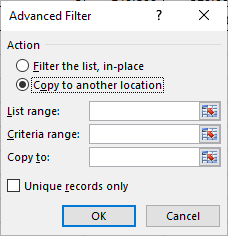 Advanced Filter
Action
Filter the list, in-place
Copy to another location
List range:
Criteria range:
Copy to:
Unique records only
OK Cancel